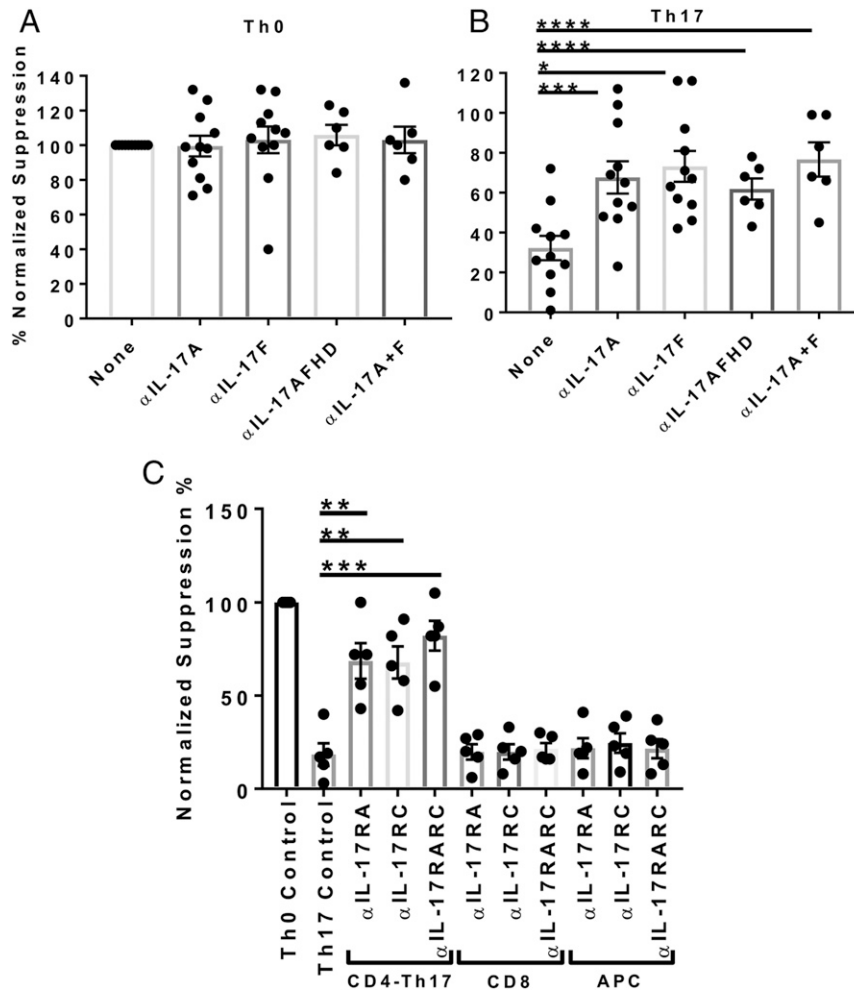 A
Th0
% Normalized Suppression
140
120
100
80
60
40
20
0
None
αIL-17A
αIL-17F
αIL-17AFHD
αIL-17A+F
B
Th17
****
****
*
***
120
100
80
60
40
20
0
None
αIL-17A
αIL-17F
αIL-17AFHD
αIL-17A+F
C
Normalized Suppression %
**
**
***
150
100
50
0
Th0 Control
Th17 Control
αIL-17RA
αIL-17RC
αIL-17RARC
αIL-17RA
αIL-17RC
αIL-17RARC
αIL-17RA
αIL-17RC
αIL-17RARC
CD4-Th17
CD8
APC